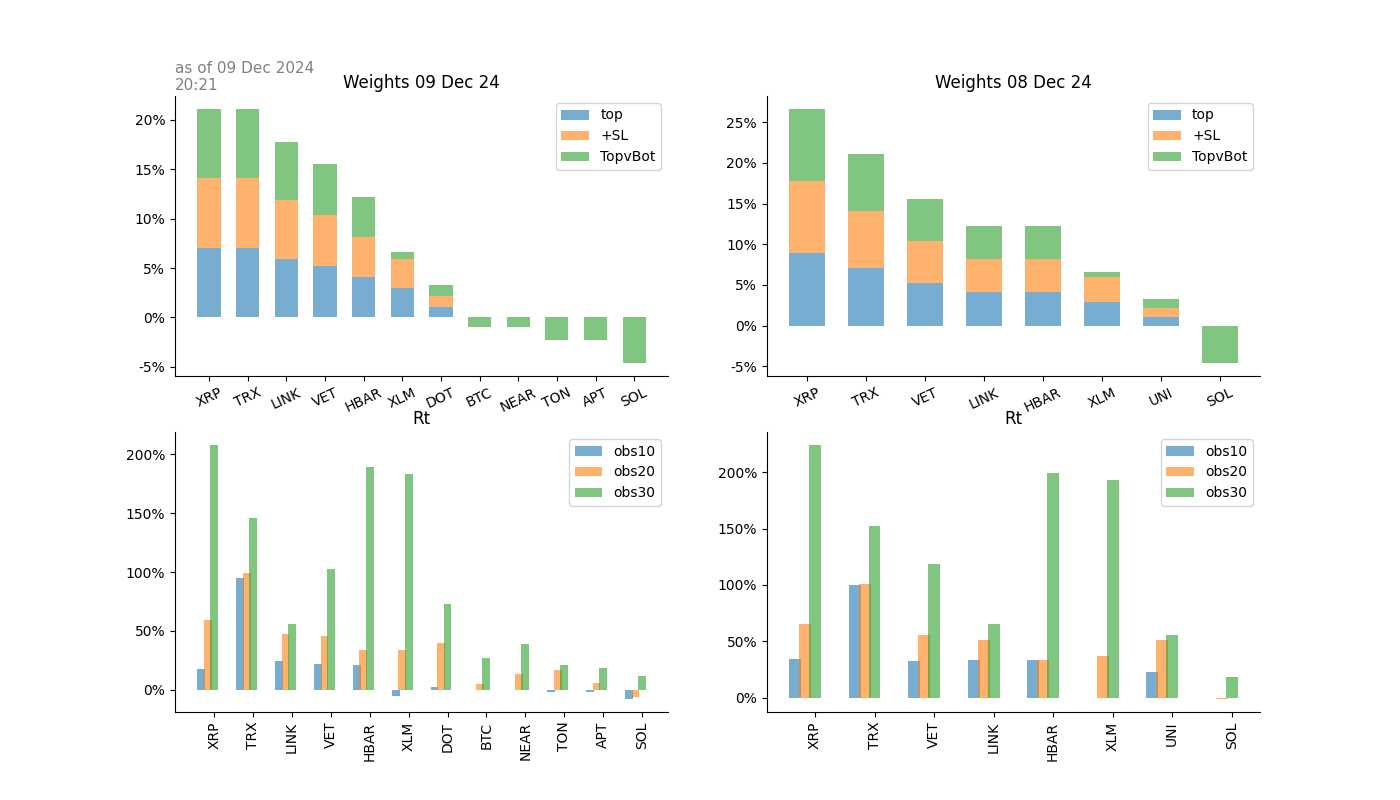 as of 09 Dec 2024
20:21
Weights 09 Dec 24
20%
15%
10%
5%
0%
-5%
top
+SL
TopvBot
XRP
TRX
LINK
VET
HBAR
XLM
DOT
BTC
NEAR
TON
APT
SOL
Weights 08 Dec 24
25%
20%
15%
10%
5%
0%
-5%
top
+SL
TopvBot
XRP
TRX
VET
LINK
HBAR
XLM
UNI
SOL
Rt
200%
150%
100%
50%
0%
obs10
obs20
obs30
XRP
TRX
LINK
VET
HBAR
XLM
DOT
BTC
NEAR
TON
APT
SOL
Rt
200%
150%
100%
50%
0%
obs10
obs20
obs30
XRP
TRX
VET
LINK
HBAR
XLM
UNI
SOL